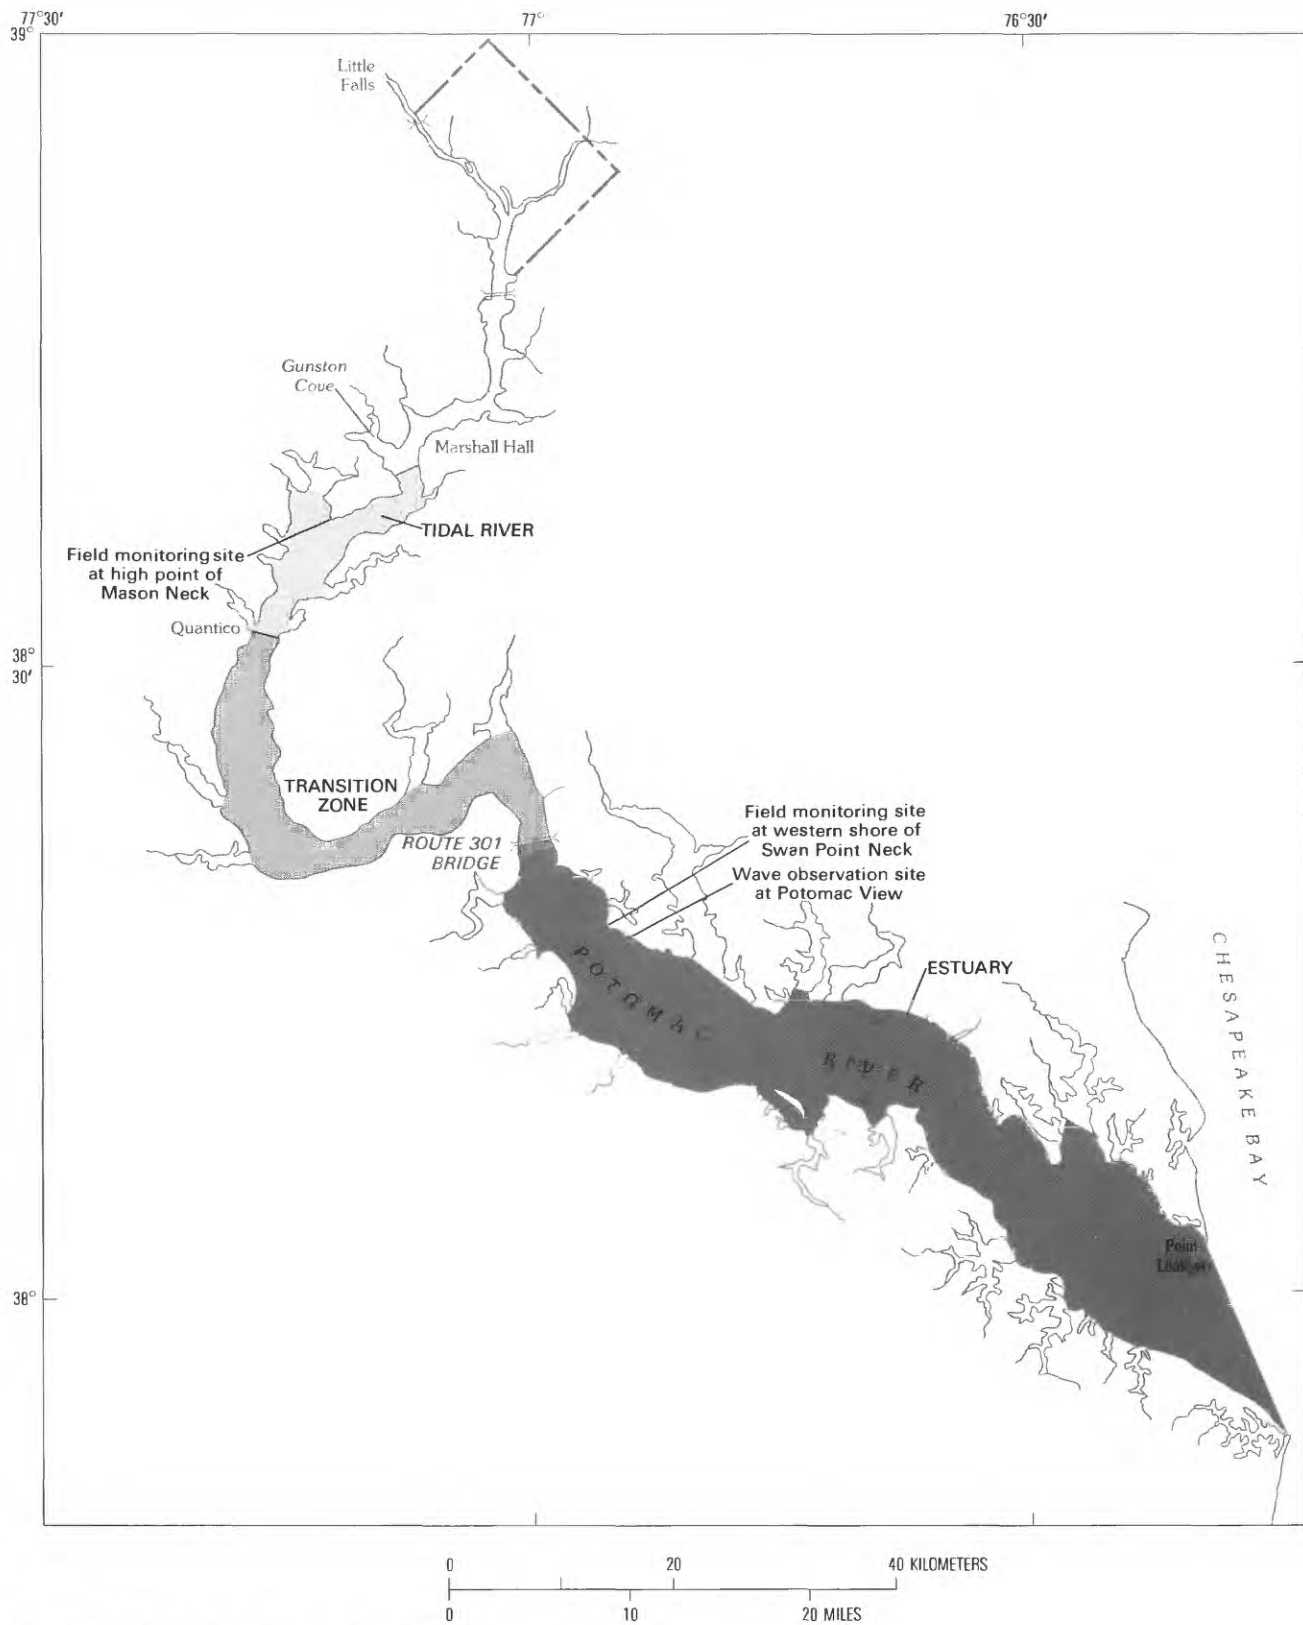 77°30′
77°
76°30′
39°
Little
Falls
Gunston
Cove
Marshall Hall
TIDAL RIVER
Field monitoring site
at high point of
Mason Neck
Quantico
38°
30′
TRANSITION
ZONE
ROUTE 301
BRIDGE
Field monitoring site
at western shore of
Swan Point Neck
Wave observation site
at Potomac View
POTOMAC
RIVER
ESTUARY
CHESAPEAKE BAY
Point
Lookout
38°
0 20 40 KILOMETERS
0 10 20 MILES